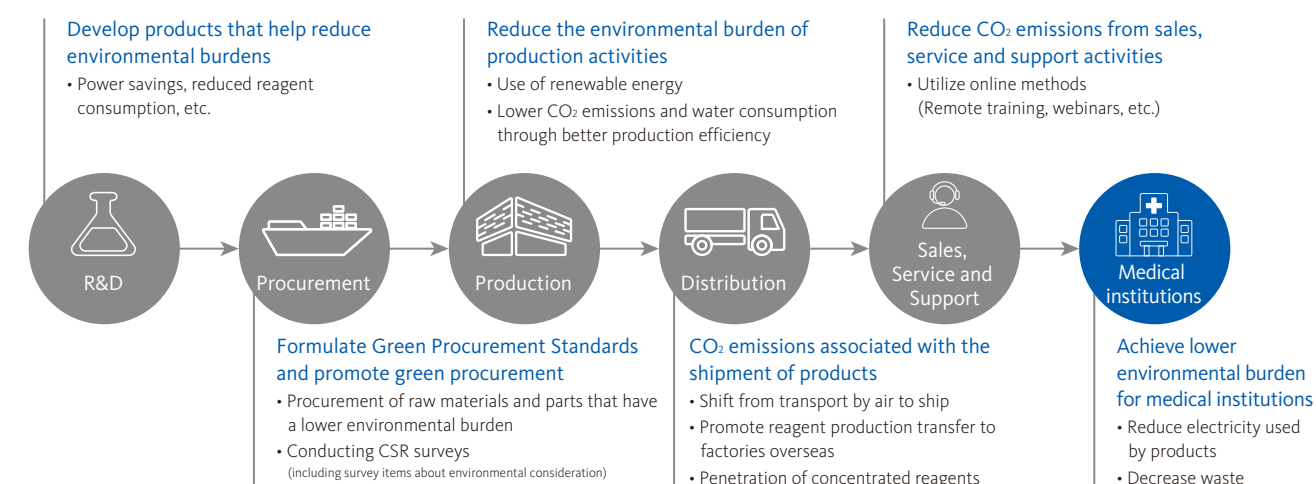 Develop products that help reduce
environmental burdens
• Power savings, reduced reagent
consumption, etc.
Reduce the environmental burden of
production activities
• Use of renewable energy
• Lower CO₂ emissions and water consumption
through better production efficiency
Reduce CO₂ emissions from sales,
service and support activities
• Utilize online methods
(Remote training, webinars, etc.)
R&D
Procurement
Production
Distribution
Sales,
Service and
Support
Medical
institutions
Formulate Green Procurement Standards
and promote green procurement
• Procurement of raw materials and parts that have
a lower environmental burden
• Conducting CSR surveys
(including survey items about environmental consideration)
CO₂ emissions associated with the
shipment of products
• Shift from transport by air to ship
• Promote reagent production transfer to
factories overseas
• Penetration of concentrated reagents
Achieve lower
environmental burden
for medical institutions
• Reduce electricity used
by products
• Decrease waste